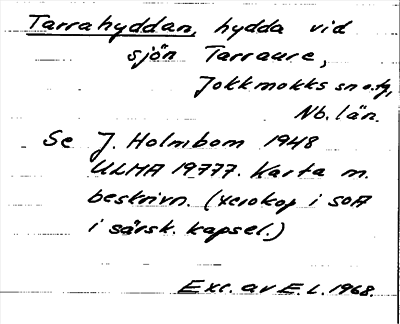 Tarrahyddan, hydda vid
sjön Tarraure,
Jokkmokks sn o. tg,
Nb. län.
Se J. Holmbom 1948
ULMA 19777. Karta m.
beskrivn. (xerokop i SOA
i särsk. kapsel.)
Exc. av E. L. 1968.